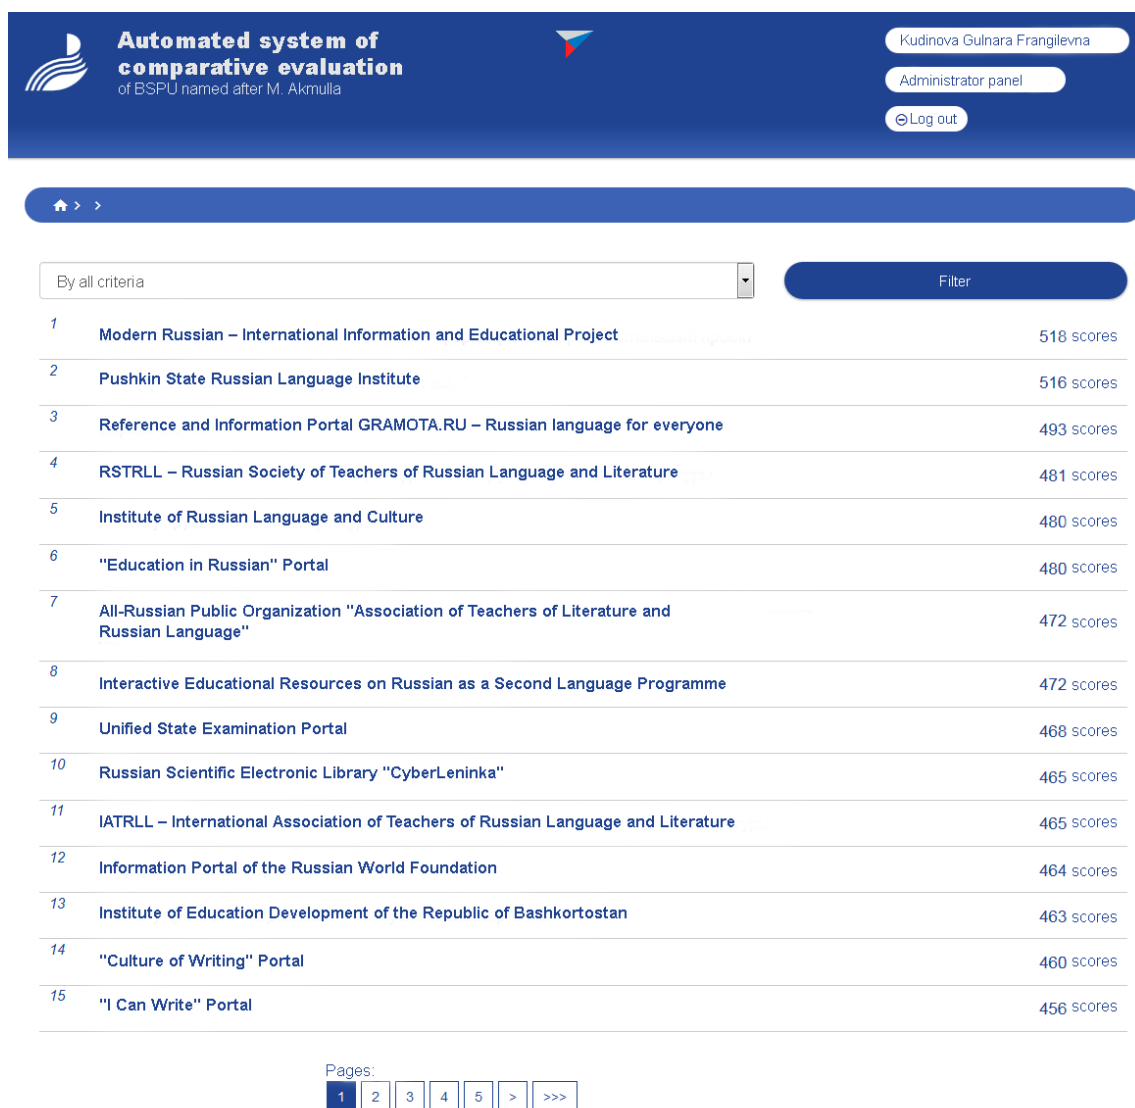 Automated system of
comparative evaluation
of BSPU named after M. Akmulla
Kudinova Gulnara Frangilevna
Administrator panel
Log out
> >
By all criteria
Filter
1 Modern Russian – International Information and Educational Project 518 scores
2 Pushkin State Russian Language Institute 516 scores
3 Reference and Information Portal GRAMOTA.RU – Russian language for everyone 493 scores
4 RSTRLL – Russian Society of Teachers of Russian Language and Literature 481 scores
5 Institute of Russian Language and Culture 480 scores
6 "Education in Russian" Portal 480 scores
7 All-Russian Public Organization "Association of Teachers of Literature and
Russian Language" 472 scores
8 Interactive Educational Resources on Russian as a Second Language Programme 472 scores
9 Unified State Examination Portal 468 scores
10 Russian Scientific Electronic Library "CyberLeninka" 465 scores
11 IATRLL – International Association of Teachers of Russian Language and Literature 465 scores
12 Information Portal of the Russian World Foundation 464 scores
13 Institute of Education Development of the Republic of Bashkortostan 463 scores
14 "Culture of Writing" Portal 460 scores
15 "I Can Write" Portal 456 scores
Pages:
1 2 3 4 5 > >>>